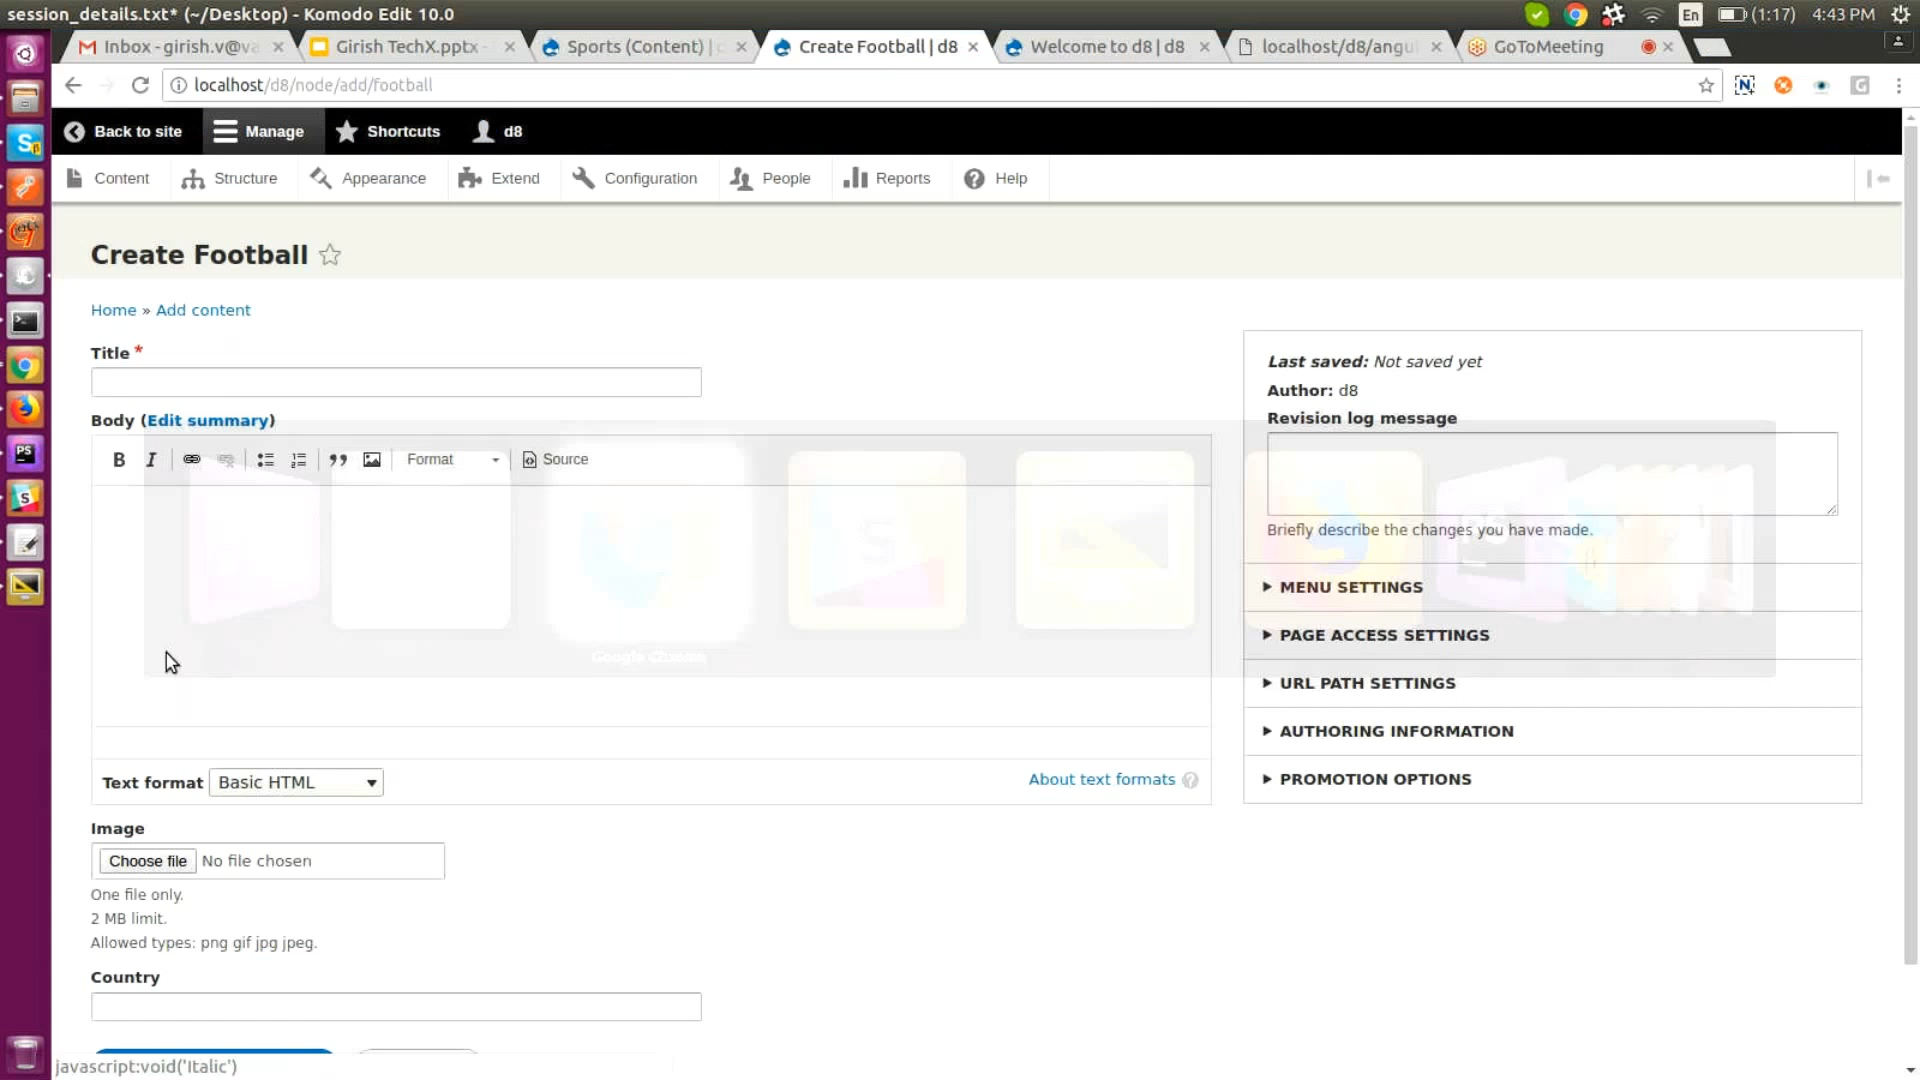 session_details.txt* (~/Desktop) - Komodo Edit 10.0
En (1:17) 4:43 PM
Inbox - girish.v@va
Girish TechX.pptx -
Sports (Content) |
Create Football | d8
Welcome to d8 | d8
localhost/d8/angul
GoToMeeting
localhost/d8/node/add/football
Back to site Manage Shortcuts d8
Content Structure Appearance Extend Configuration People Reports Help
Create Football
Home » Add content
Title *
Body (Edit summary)
B I Format Source
Google Chrome
Text format Basic HTML
About text formats ?
Image
Choose file No file chosen
One file only.
2 MB limit.
Allowed types: png gif jpg jpeg.
Country
Last saved: Not saved yet
Author: d8
Revision log message
Briefly describe the changes you have made.
MENU SETTINGS
PAGE ACCESS SETTINGS
URL PATH SETTINGS
AUTHORING INFORMATION
PROMOTION OPTIONS
javascript:void('Italic')